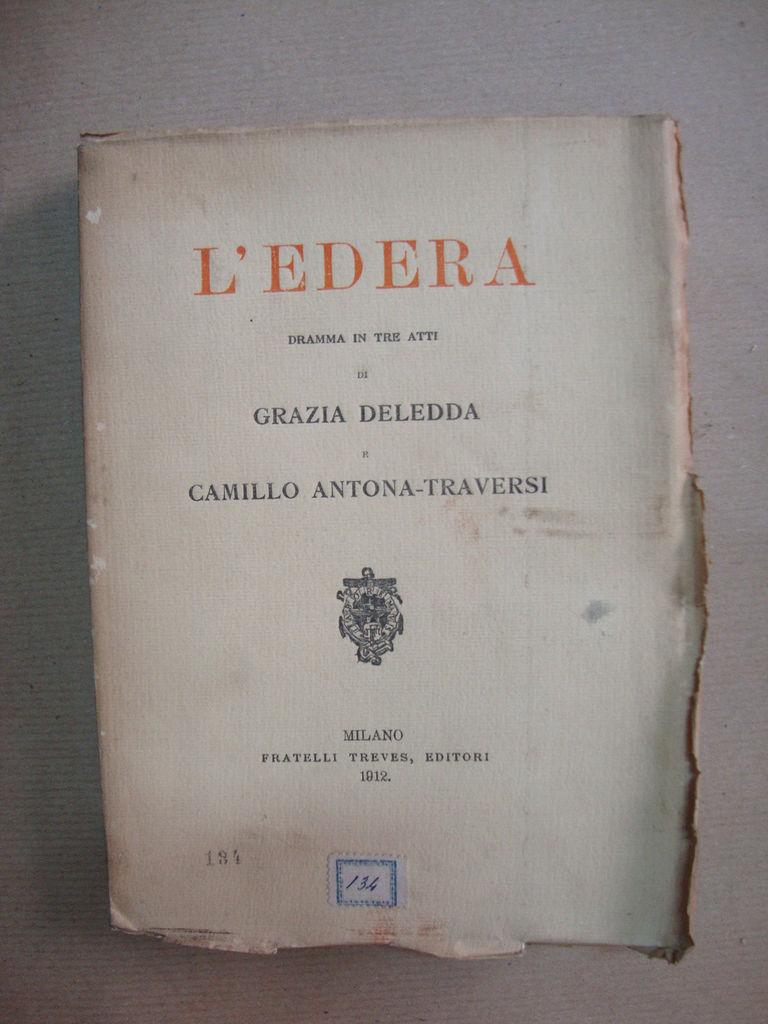 L'EDERA
DRAMMA IN TRE ATTI
DI
GRAZIA DELEDDA
E
CAMILLO ANTONA-TRAVERSI
MILANO
FRATELLI TREVES, EDITORI
1912.
134
134